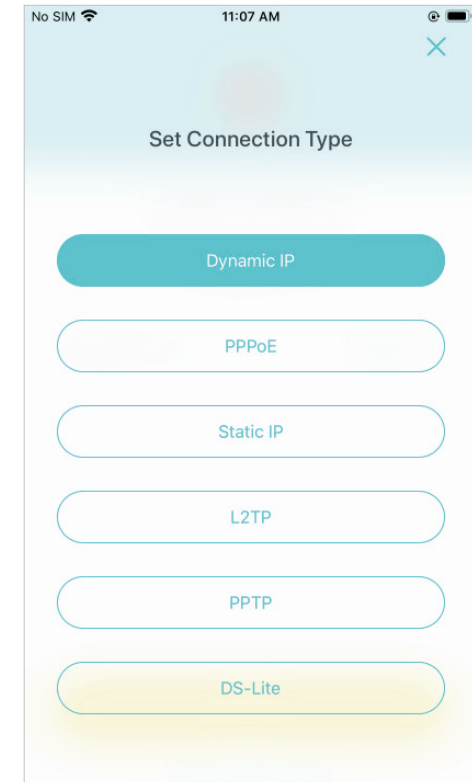 No SIM 11:07 AM
Set Connection Type
Dynamic IP
PPPoE
Static IP
L2TP
PPTP
DS-Lite